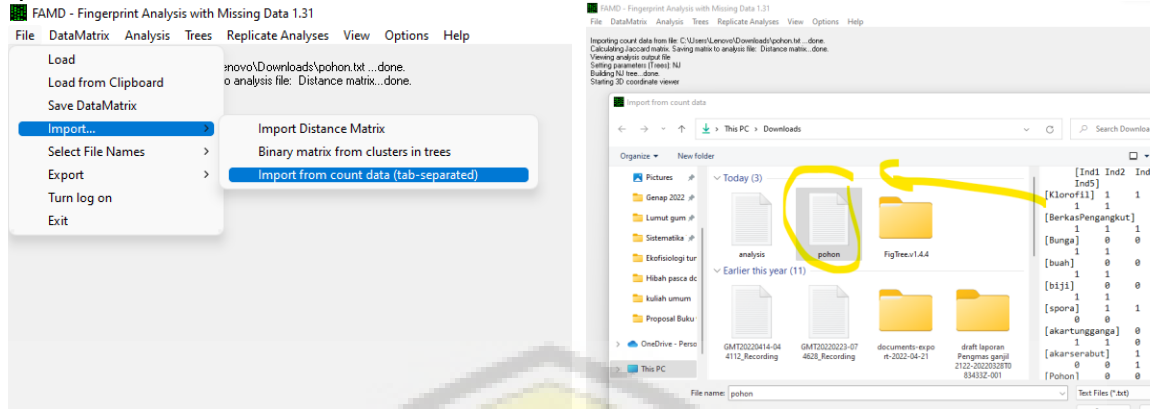 FAMD - Fingerprint Analysis with Missing Data 1.31
File DataMatrix Analysis Trees Replicate Analyses View Options Help
enovo\Downloads\pohon.txt ...done.
o analysis file: Distance matrix...done.
Load
Load from Clipboard
Save DataMatrix
Import...
Select File Names
Export
Turn log on
Exit
Import Distance Matrix
Binary matrix from clusters in trees
Import from count data (tab-separated)
FAMD - Fingerprint Analysis with Missing Data 1.31
File DataMatrix Analysis Trees Replicate Analyses View Options Help
Importing count data from file: C:\Users\Lenovo\Downloads\pohon.txt ...done.
Calculating Jaccard matrix. Saving matrix to analysis file: Distance matrix...done.
Viewing analysis output file
Setting parameters (Trees): NJ
Building NJ tree...done.
Starting 3D coordinate viewer
Import from count data
This PC > Downloads
Search Downloa
Organize
New folder
Pictures
Genap 2022
Lumut gum
Sistematika
Ekofisiologi tur
Hibah pasca dc
kuliah umum
Proposal Buku
OneDrive - Perso
This PC
Today (3)
analysis
pohon
FigTree.v1.4.4
Earlier this year (11)
GMT20220414-04
4112_Recording
GMT20220223-07
4628_Recording
documents-expo
rt-2022-04-21
draft laporan
Pengmas ganjil
2122-20220328T0
83433Z-001
[Ind1 Ind2 Ind
Ind5]
[Klorofil] 1 1
1 1
[BerkasPengangkut]
1 1 1
[Bunga] 0 0
1 1
[buah] 0 0
1 1
[biji] 0 0
1 1
[spora] 1 1
0 0
[akartungganga] 0
1 1 0
[akarserabut] 1
0 0 1
[Pohon] 0 0
File name: pohon
Text Files (*.txt)